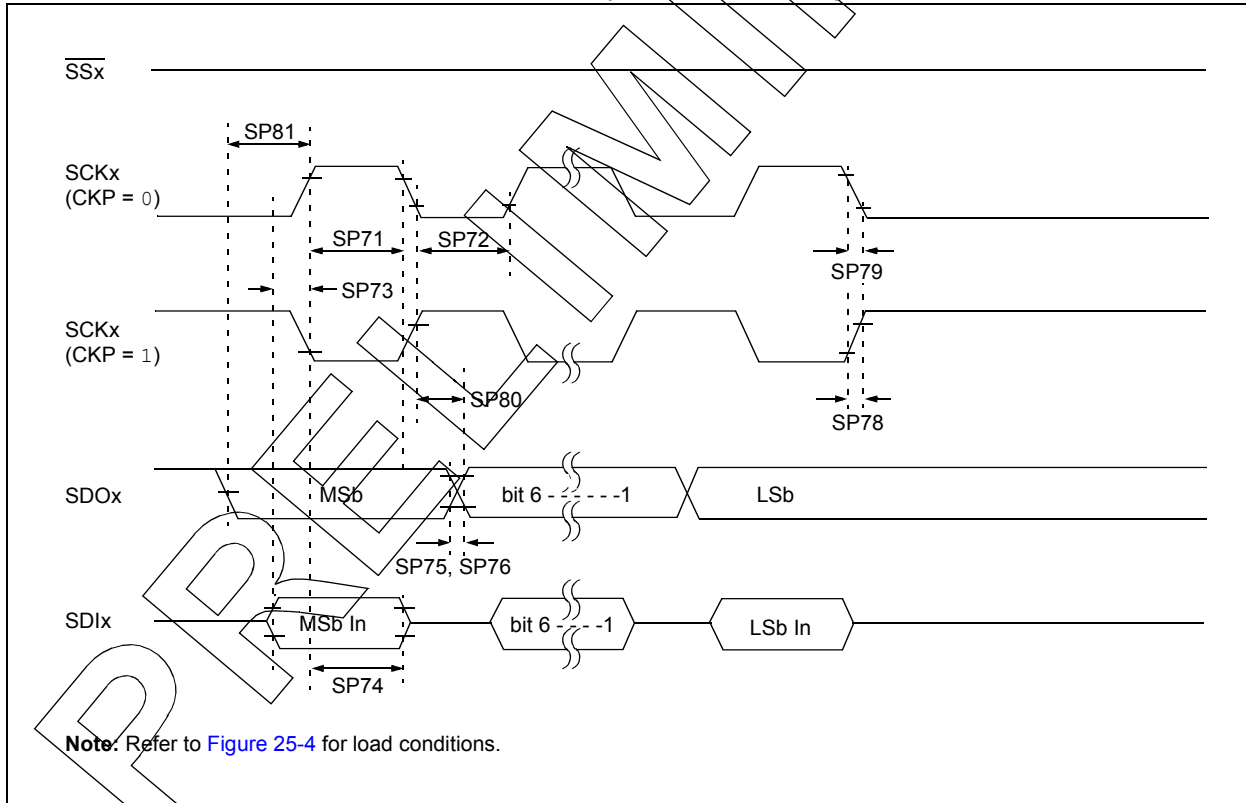 SSx
SP81
SCKx
(CKP = 0)
SP71
SP72
SP79
SP73
SCKx
(CKP = 1)
SP80
SP78
SDOx
MSb
bit 6 - - - - - -1
LSb
SP75, SP76
SDIx
MSb In
bit 6 - - - -1
LSb In
SP74
Note: Refer to Figure 25-4 for load conditions.
PRELIMI